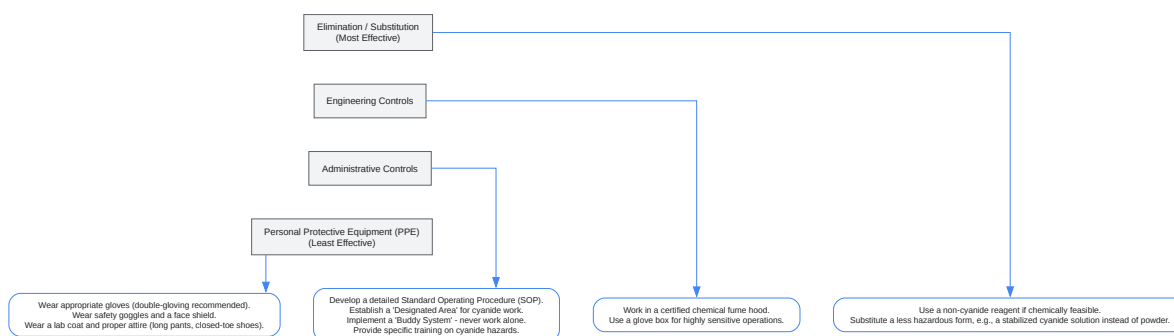 Elimination / Substitution
(Most Effective)
Engineering Controls
Administrative Controls
Personal Protective Equipment (PPE)
(Least Effective)
Wear appropriate gloves (double-gloving recommended).
Wear safety goggles and a face shield.
Wear a lab coat and proper attire (long pants, closed-toe shoes).
Develop a detailed Standard Operating Procedure (SOP).
Establish a 'Designated Area' for cyanide work.
Implement a 'Buddy System' - never work alone.
Provide specific training on cyanide hazards.
Work in a certified chemical fume hood.
Use a glove box for highly sensitive operations.
Use a non-cyanide reagent if chemically feasible.
Substitute a less hazardous form, e.g., a stabilized cyanide solution instead of powder.